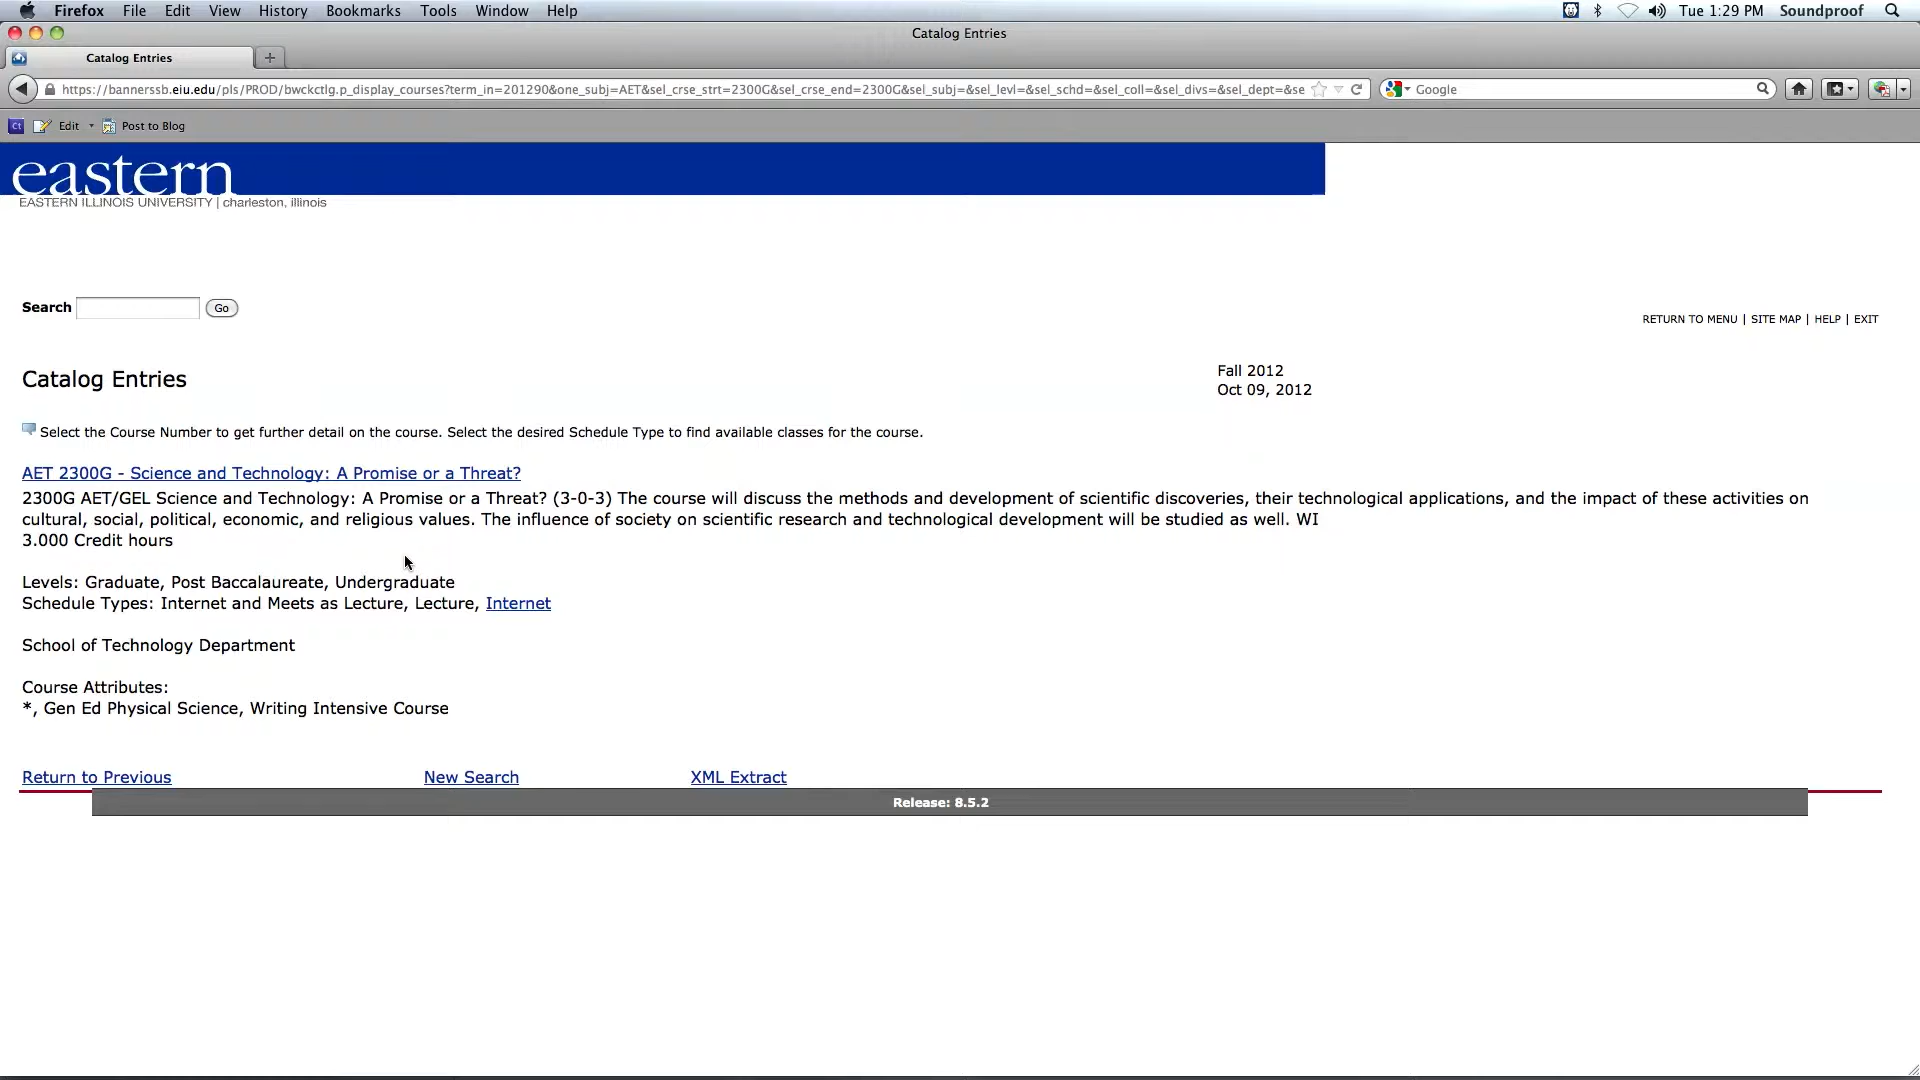 Firefox File Edit View History Bookmarks Tools Window Help Tue 1:29 PM Soundproof
Catalog Entries
Catalog Entries
https://bannerssb.eiu.edu/pls/PROD/bwckctlg.p_display_courses?term_in=201290&one_subj=AET&sel_crse_strt=2300G&sel_crse_end=2300G&sel_subj=&sel_levl=&sel_schd=&sel_coll=&sel_divs=&sel_dept=&se Google
Ct Edit Post to Blog
eastern
EASTERN ILLINOIS UNIVERSITY | charleston, illinois
Search Go
RETURN TO MENU | SITE MAP | HELP | EXIT
Catalog Entries
Fall 2012
Oct 09, 2012
Select the Course Number to get further detail on the course. Select the desired Schedule Type to find available classes for the course.
AET 2300G - Science and Technology: A Promise or a Threat?
2300G AET/GEL Science and Technology: A Promise or a Threat? (3-0-3) The course will discuss the methods and development of scientific discoveries, their technological applications, and the impact of these activities on
cultural, social, political, economic, and religious values. The influence of society on scientific research and technological development will be studied as well. WI
3.000 Credit hours
Levels: Graduate, Post Baccalaureate, Undergraduate
Schedule Types: Internet and Meets as Lecture, Lecture, Internet
School of Technology Department
Course Attributes:
*, Gen Ed Physical Science, Writing Intensive Course
Return to Previous New Search XML Extract
Release: 8.5.2